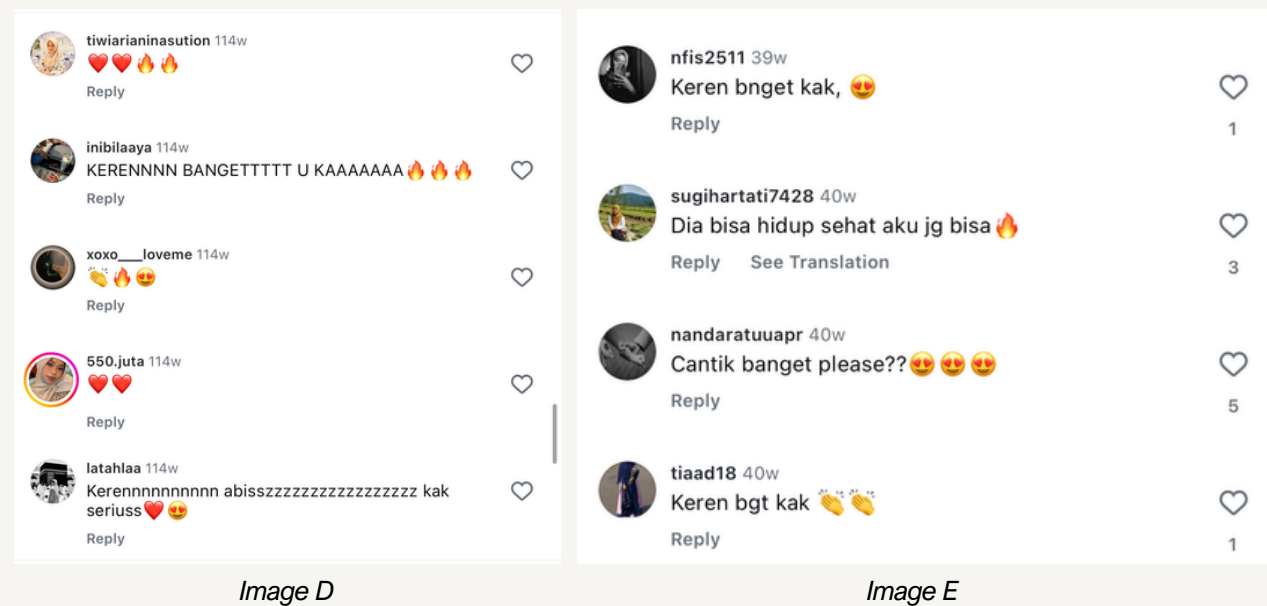 tiwiarianinasution 114w
❤️❤️🔥🔥
Reply
inibilaaya 114w
KERENNNN BANGETTTTT U KAAAAAAA🔥🔥🔥
Reply
xoxo___loveme 114w
👏🔥😍
Reply
550.juta 114w
❤️❤️
Reply
latahlaa 114w
Kerennnnnnnnnn abisszzzzzzzzzzzzzzzzz kak
seriuss❤️😍
Reply
Image D
nfis2511 39w
Keren bnget kak, 😍
Reply
1
sugihartati7428 40w
Dia bisa hidup sehat aku jg bisa🔥
Reply See Translation
3
nandaratuuapr 40w
Cantik banget please??😍😍😍
Reply
5
tiaad18 40w
Keren bgt kak 👏👏
Reply
1
Image E